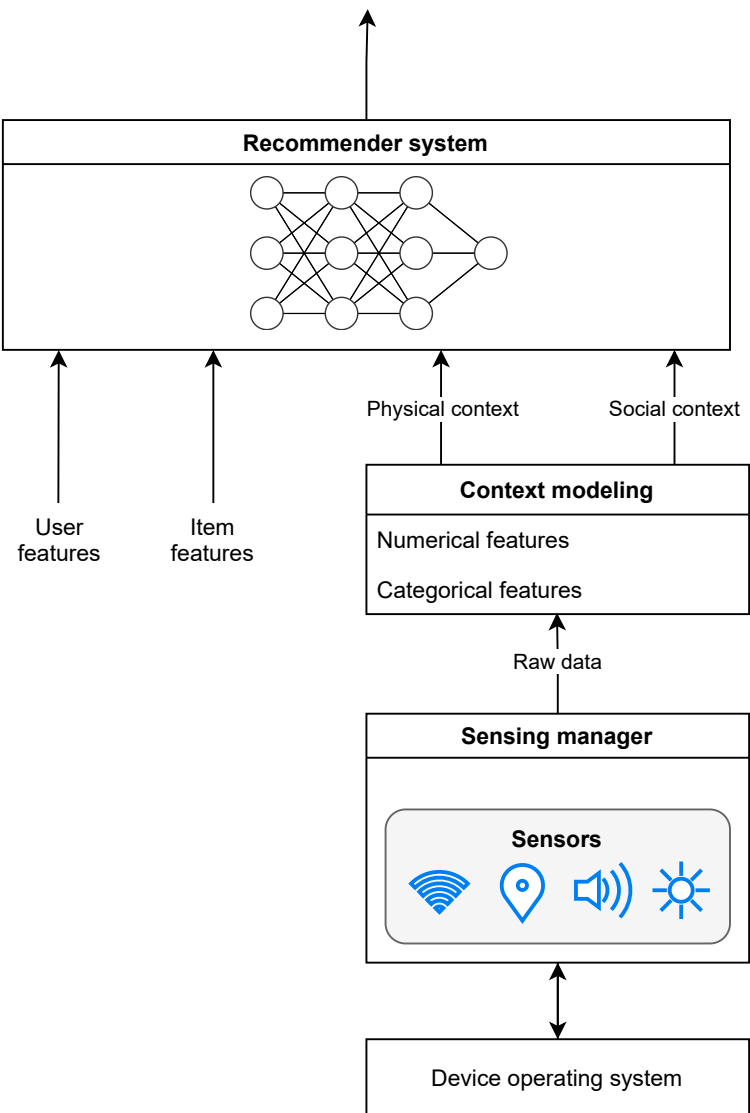 Recommender system
Physical context
Social context
User
features
Item
features
Context modeling
Numerical features
Categorical features
Raw data
Sensing manager
Sensors
Device operating system